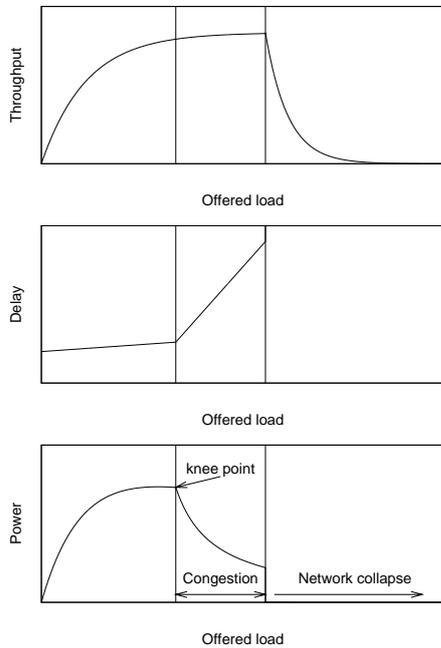 Throughput
Offered load
Delay
Offered load
knee point
Power
Congestion
Network collapse
Offered load